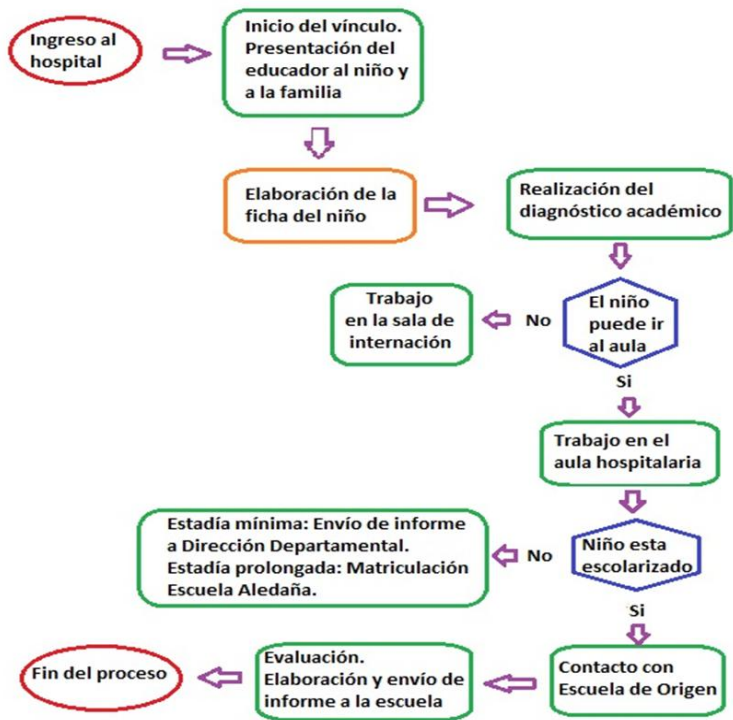 Ingreso al
hospital
Inicio del vínculo.
Presentación del
educador al niño y
a la familia
Elaboración de la
ficha del niño
Realización del
diagnóstico académico
El niño
puede ir
al aula
No
Trabajo
en la sala de
internación
Si
Trabajo en el
aula hospitalaria
Niño esta
escolarizado
No
Estadía mínima: Envío de informe
a Dirección Departamental.
Estadía prolongada: Matriculación
Escuela Aledaña.
Si
Contacto con
Escuela de Origen
Evaluación.
Elaboración y envío de
informe a la escuela
Fin del proceso